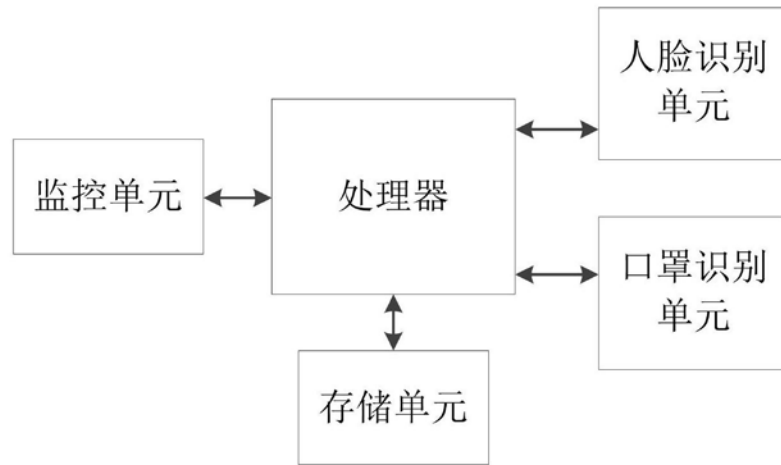 人脸识别
单元
监控单元
处理器
口罩识别
单元
存储单元